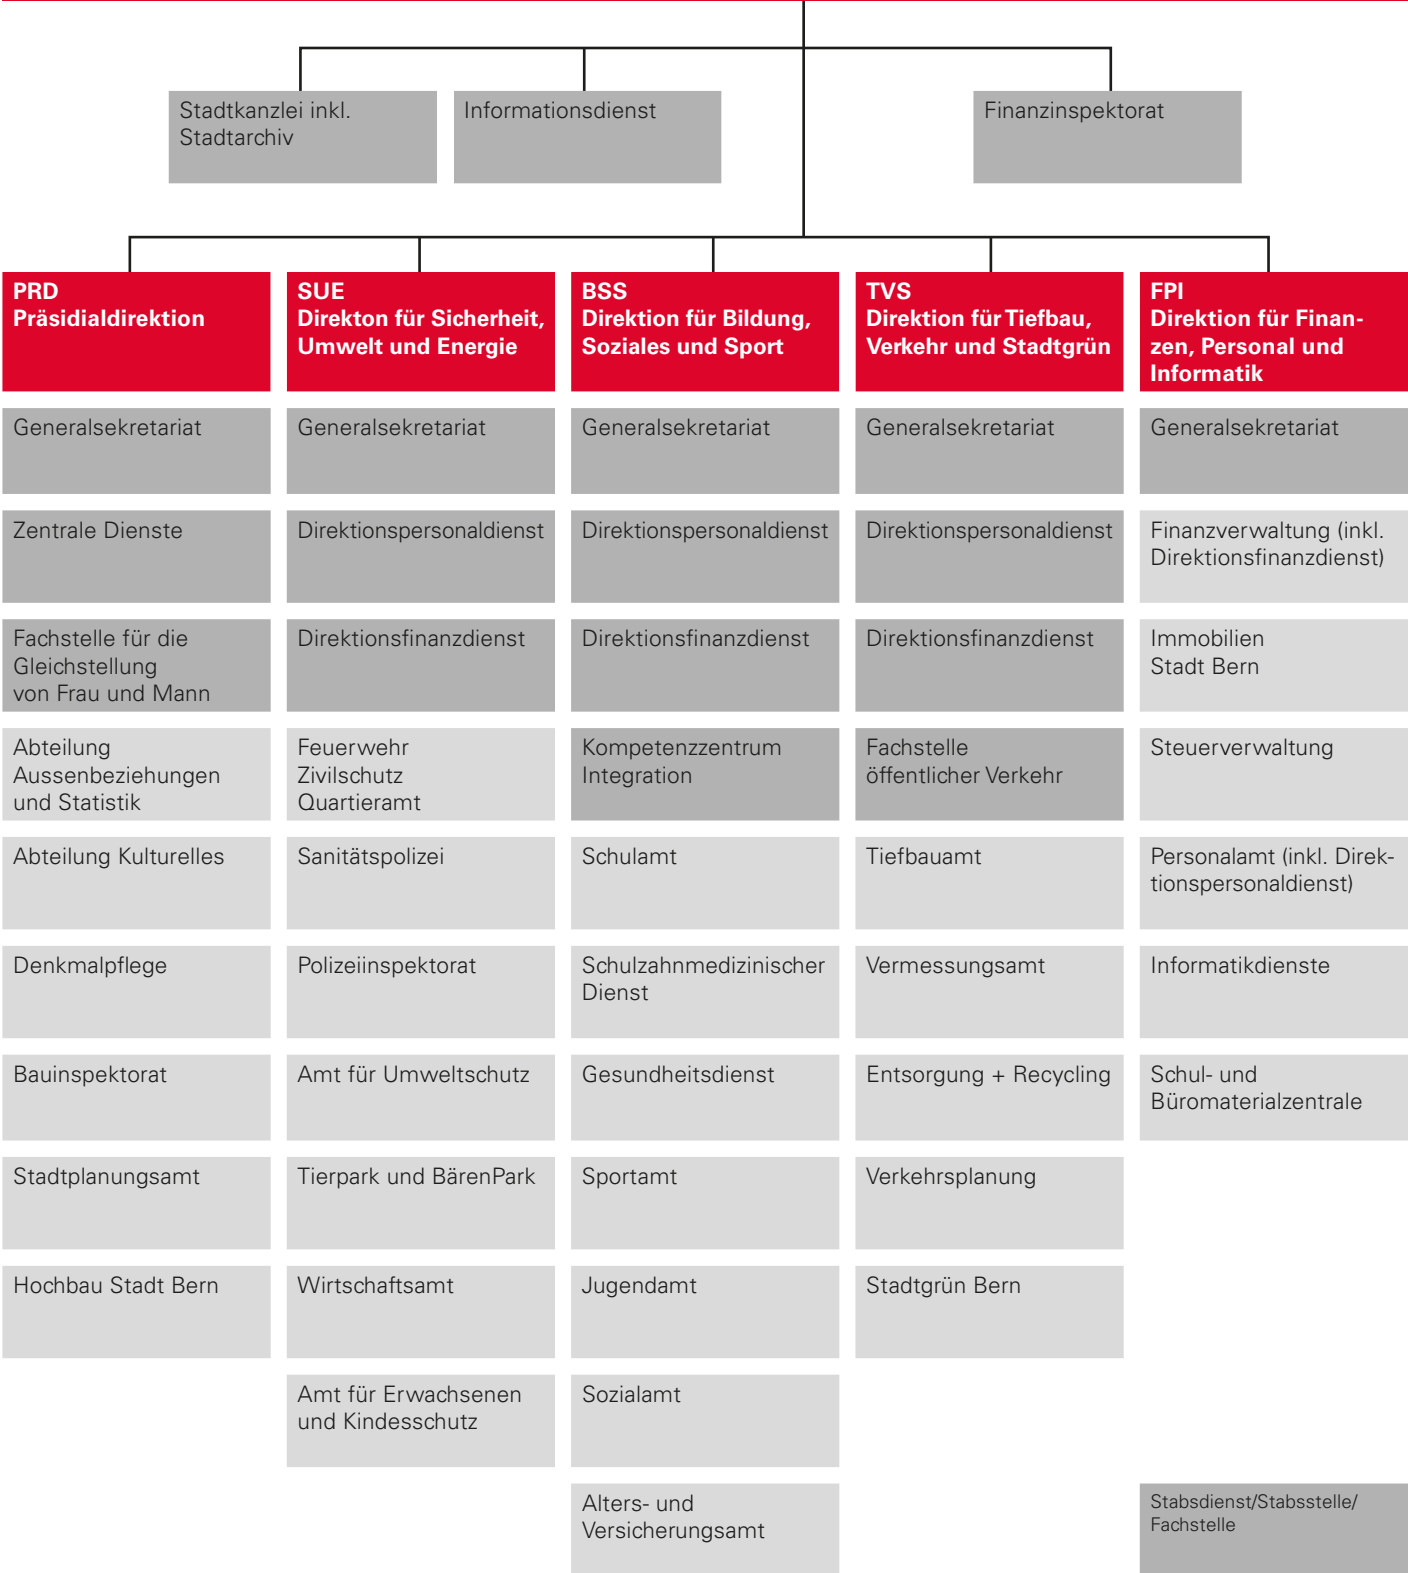 Stadtkanzlei inkl.
Stadtarchiv
Informationsdienst
Finanzinspektorat
PRD
Präsidialdirektion
SUE
Direkton für Sicherheit,
Umwelt und Energie
BSS
Direktion für Bildung,
Soziales und Sport
TVS
Direktion für Tiefbau,
Verkehr und Stadtgrün
FPI
Direktion für Finan-
zen, Personal und
Informatik
Generalsekretariat
Generalsekretariat
Generalsekretariat
Generalsekretariat
Generalsekretariat
Zentrale Dienste
Direktionspersonaldienst
Direktionspersonaldienst
Direktionspersonaldienst
Finanzverwaltung (inkl.
Direktionsfinanzdienst)
Fachstelle für die
Gleichstellung
von Frau und Mann
Direktionsfinanzdienst
Direktionsfinanzdienst
Direktionsfinanzdienst
Immobilien
Stadt Bern
Abteilung
Aussenbeziehungen
und Statistik
Feuerwehr
Zivilschutz
Quartieramt
Kompetenzzentrum
Integration
Fachstelle
öffentlicher Verkehr
Steuerverwaltung
Abteilung Kulturelles
Sanitätspolizei
Schulamt
Tiefbauamt
Personalamt (inkl. Direk-
tionspersonaldienst)
Denkmalpflege
Polizeiinspektorat
Schulzahnmedizinischer
Dienst
Vermessungsamt
Informatikdienste
Bauinspektorat
Amt für Umweltschutz
Gesundheitsdienst
Entsorgung + Recycling
Schul- und
Büromaterialzentrale
Stadtplanungsamt
Tierpark und BärenPark
Sportamt
Verkehrsplanung
Hochbau Stadt Bern
Wirtschaftsamt
Jugendamt
Stadtgrün Bern
Amt für Erwachsenen
und Kindesschutz
Sozialamt
Alters- und
Versicherungsamt
Stabsdienst/Stabsstelle/
Fachstelle